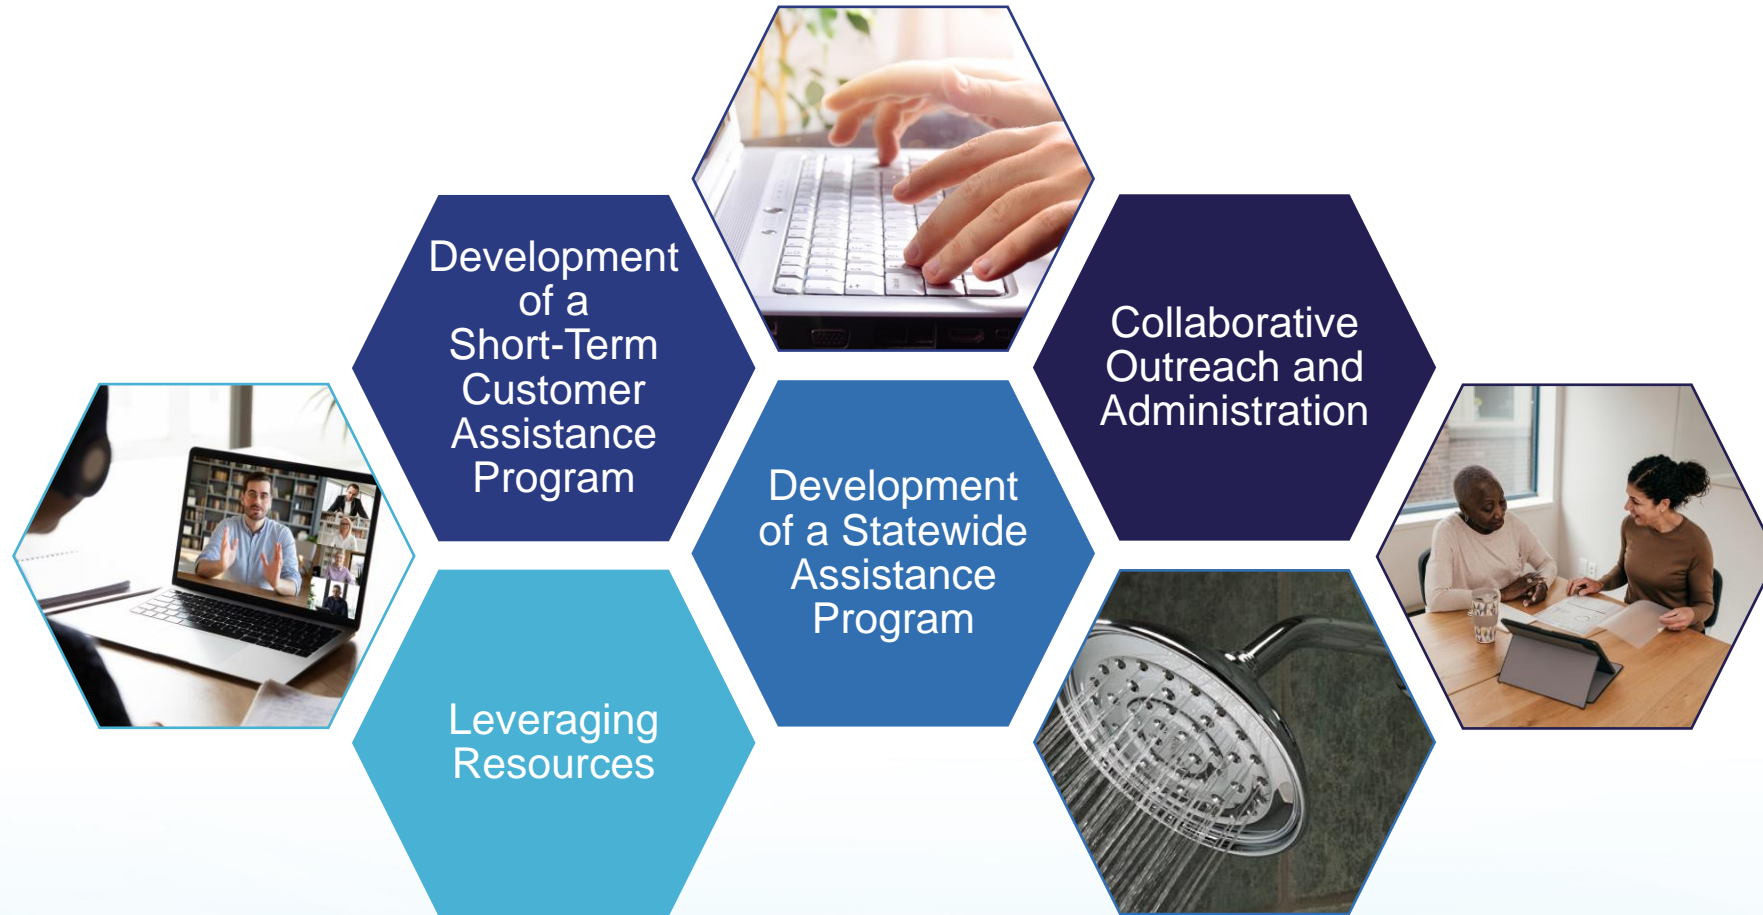 Development
of a
Short-Term
Customer
Assistance
Program
Collaborative
Outreach and
Administration
Development
of a Statewide
Assistance
Program
Leveraging
Resources